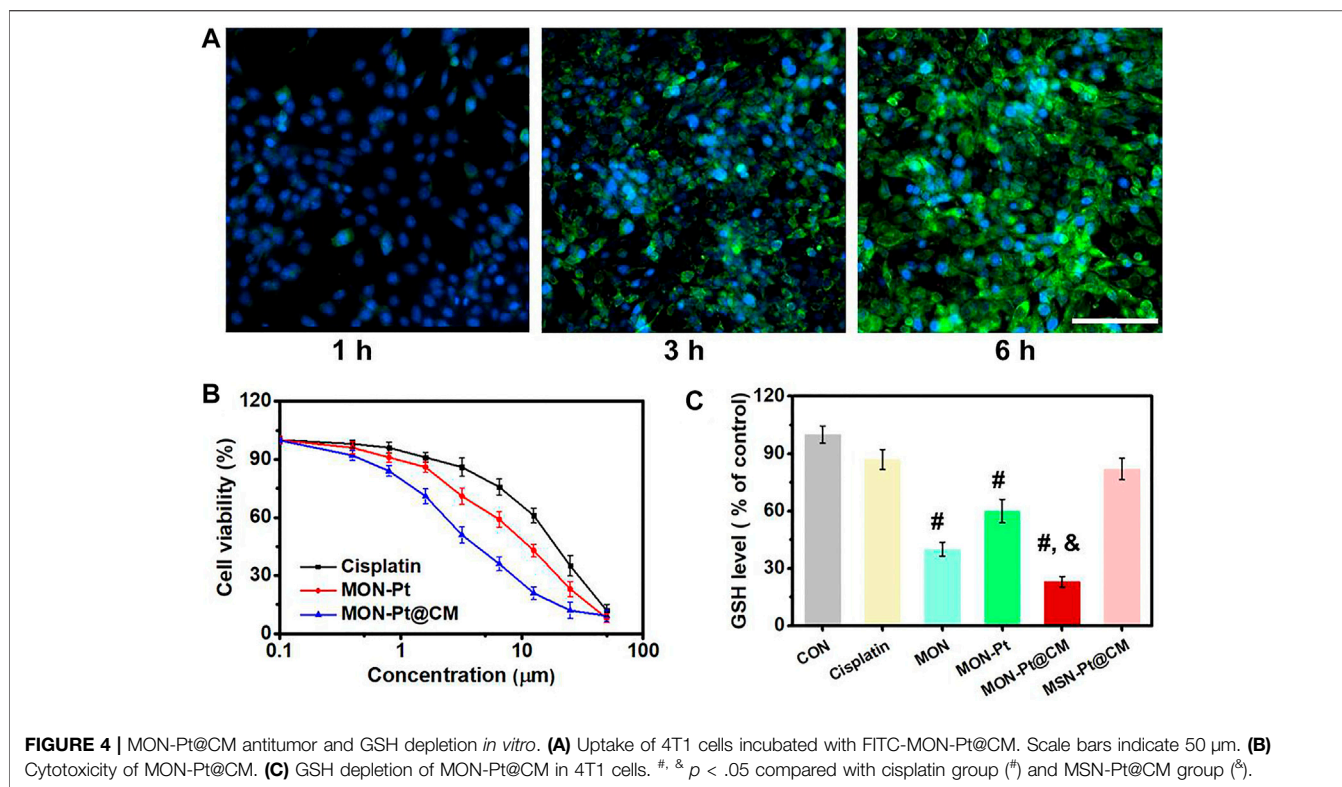 A
1 h
3 h
6 h
B
120
90
60
30
0
Cell viability (%)
Cisplatin
MON-Pt
MON-Pt@CM
0.1
1
10
100
Concentration (μm)
C
120
90
60
30
0
GSH level ( % of control)
#
#
#, &
CON
Cisplatin
MON
MON-Pt
MON-Pt@CM
MSN-Pt@CM
FIGURE 4 | MON-Pt@CM antitumor and GSH depletion in vitro. (A) Uptake of 4T1 cells incubated with FITC-MON-Pt@CM. Scale bars indicate 50 μm. (B)
Cytotoxicity of MON-Pt@CM. (C) GSH depletion of MON-Pt@CM in 4T1 cells. #, & p < .05 compared with cisplatin group (#) and MSN-Pt@CM group (&).